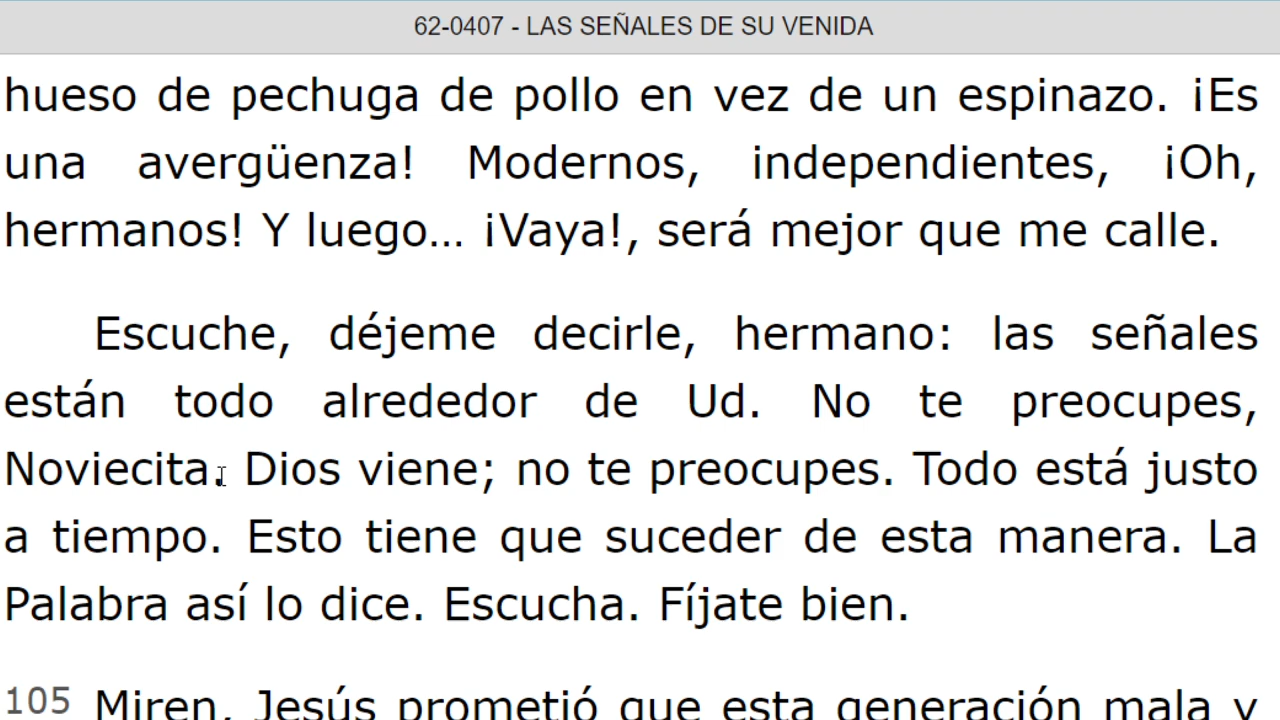 62-0407 - LAS SEÑALES DE SU VENIDA
hueso de pechuga de pollo en vez de un espinazo. ¡Es
una avergüenza! Modernos, independientes, ¡Oh,
hermanos! Y luego… ¡Vaya!, será mejor que me calle.
Escuche, déjeme decirle, hermano: las señales
están todo alrededor de Ud. No te preocupes,
Noviecita. Dios viene; no te preocupes. Todo está justo
a tiempo. Esto tiene que suceder de esta manera. La
Palabra así lo dice. Escucha. Fíjate bien.
105 Miren, Jesús prometió que esta generación mala y